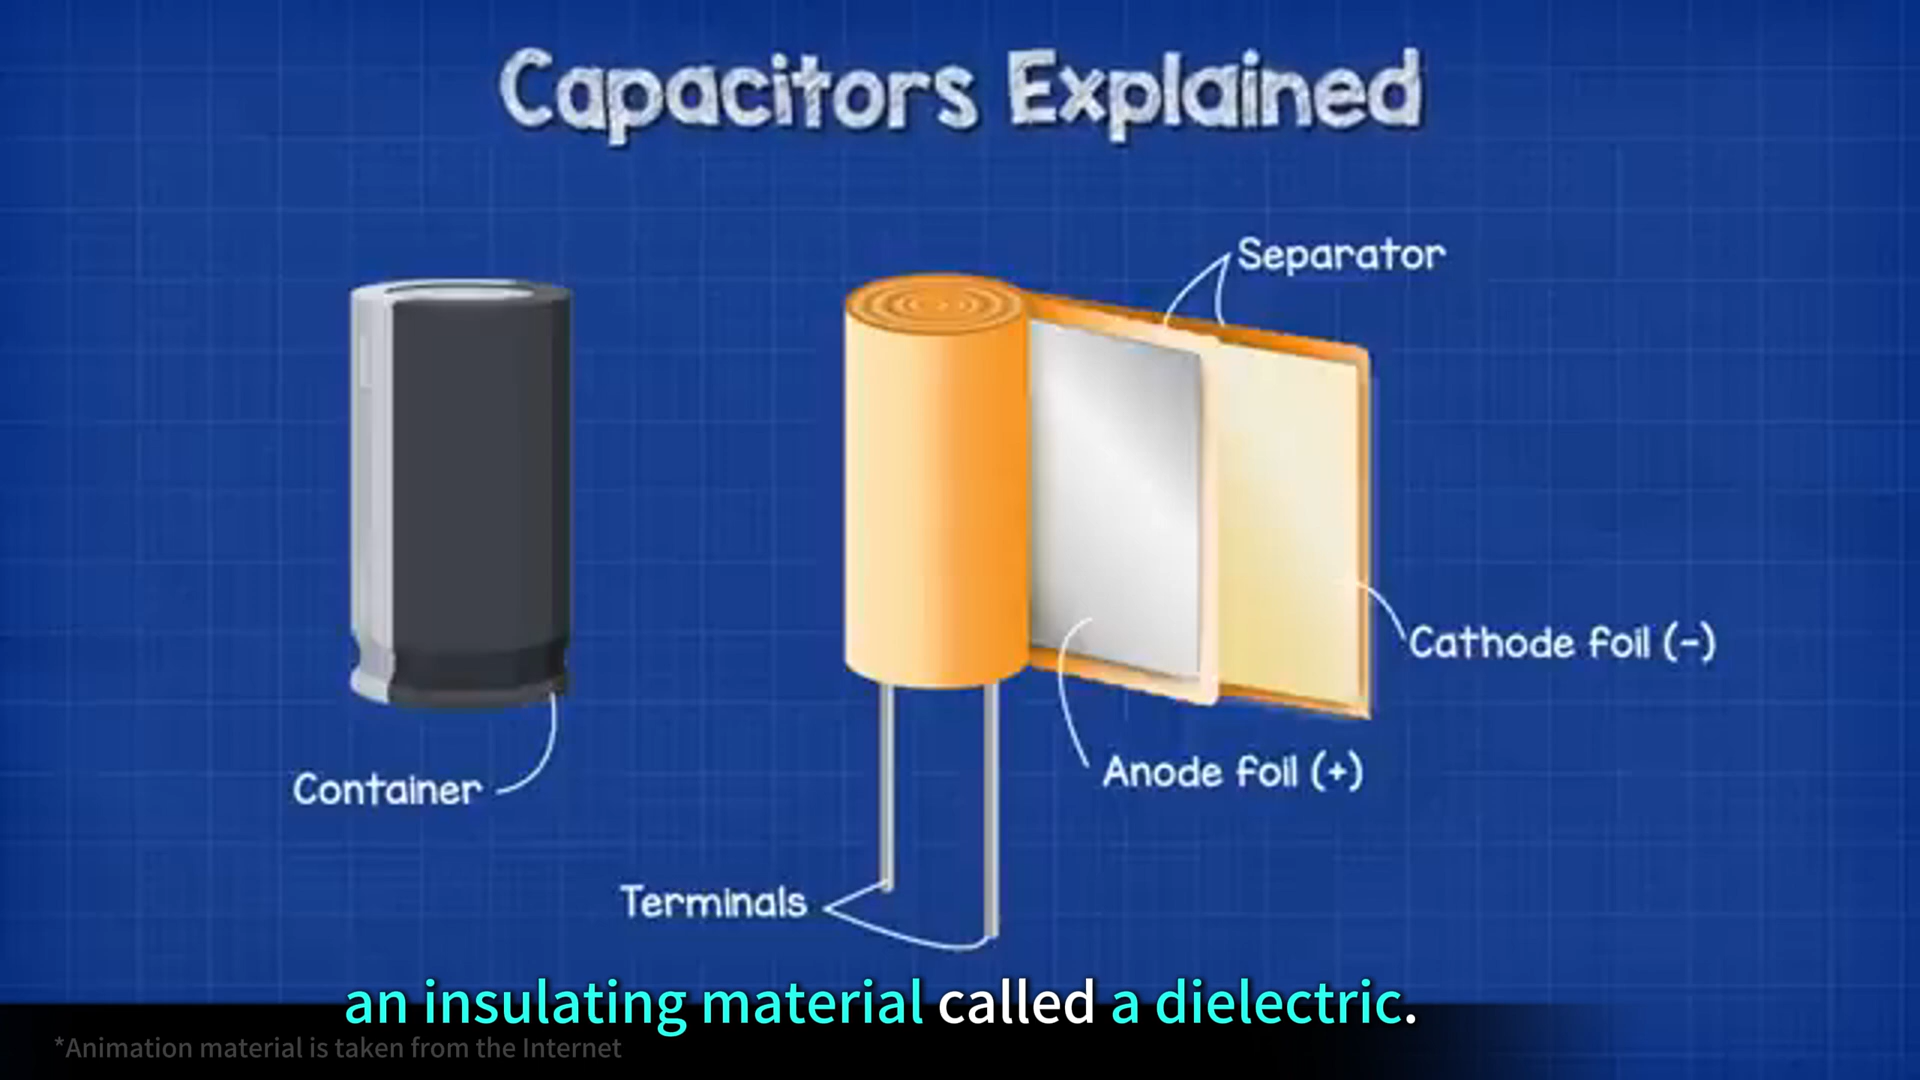 Capacitors Explained
Separator
Cathode foil (-)
Anode foil (+)
Container
Terminals
an insulating material called a dielectric.
*Animation material is taken from the Internet